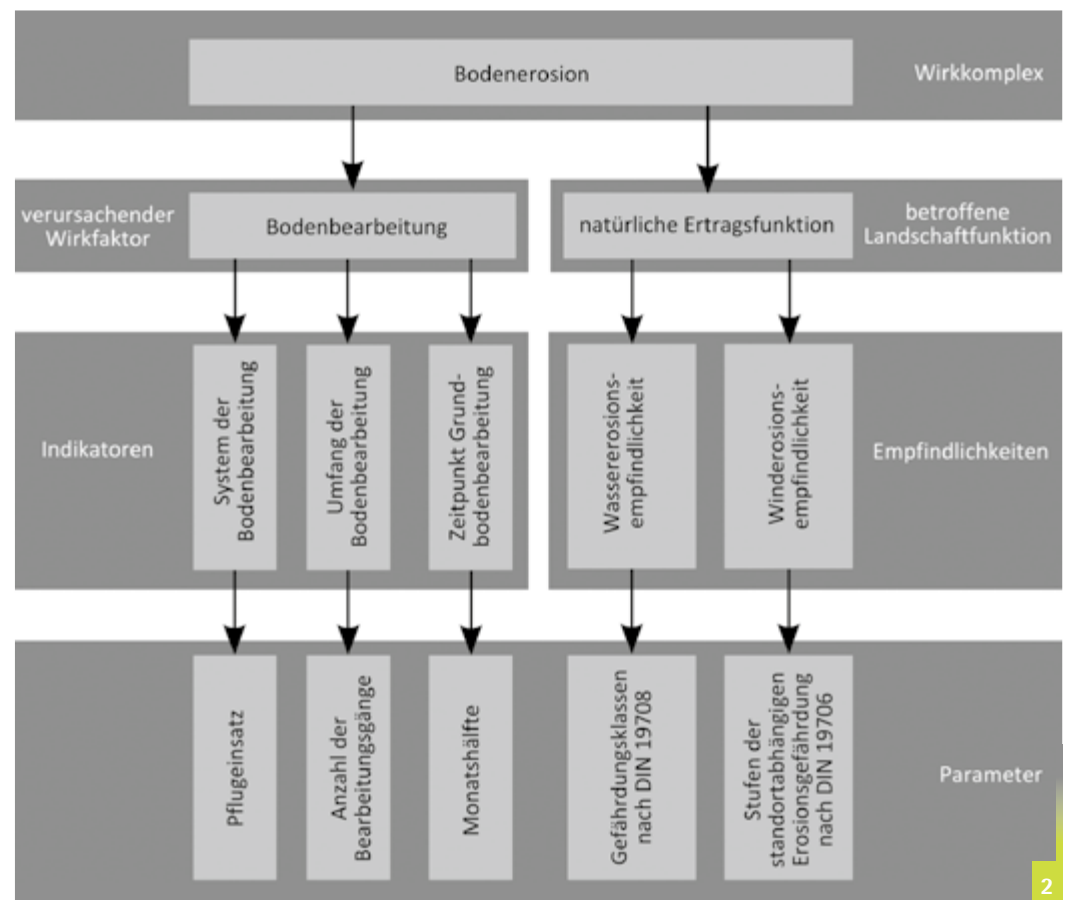 Bodenerosion
Wirkkomplex
verursachender
Wirkfaktor
Bodenbearbeitung
natürliche Ertragsfunktion
betroffene
Landschaftfunktion
Indikatoren
System der
Bodenbearbeitung
Umfang der
Bodenbearbeitung
Zeitpunkt Grund-
bodenbearbeitung
Wassererosions-
empfindlichkeit
Winderosions-
empfindlichkeit
Empfindlichkeiten
Pflugeinsatz
Anzahl der
Bearbeitungsgänge
Monatshälfte
Gefährdungsklassen
nach DIN 19708
Stufen der
standortabhängigen
Erosionsgefährdung
nach DIN 19706
Parameter
2